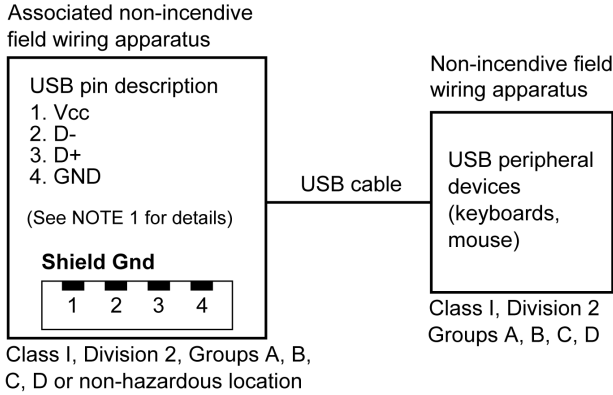 Associated non-incendive
field wiring apparatus
USB pin description
1. Vcc
2. D-
3. D+
4. GND
(See NOTE 1 for details)
Shield Gnd
1 2 3 4
Class I, Division 2, Groups A, B,
C, D or non-hazardous location
USB cable
Non-incendive field
wiring apparatus
USB peripheral
devices
(keyboards,
mouse)
Class I, Division 2
Groups A, B, C, D